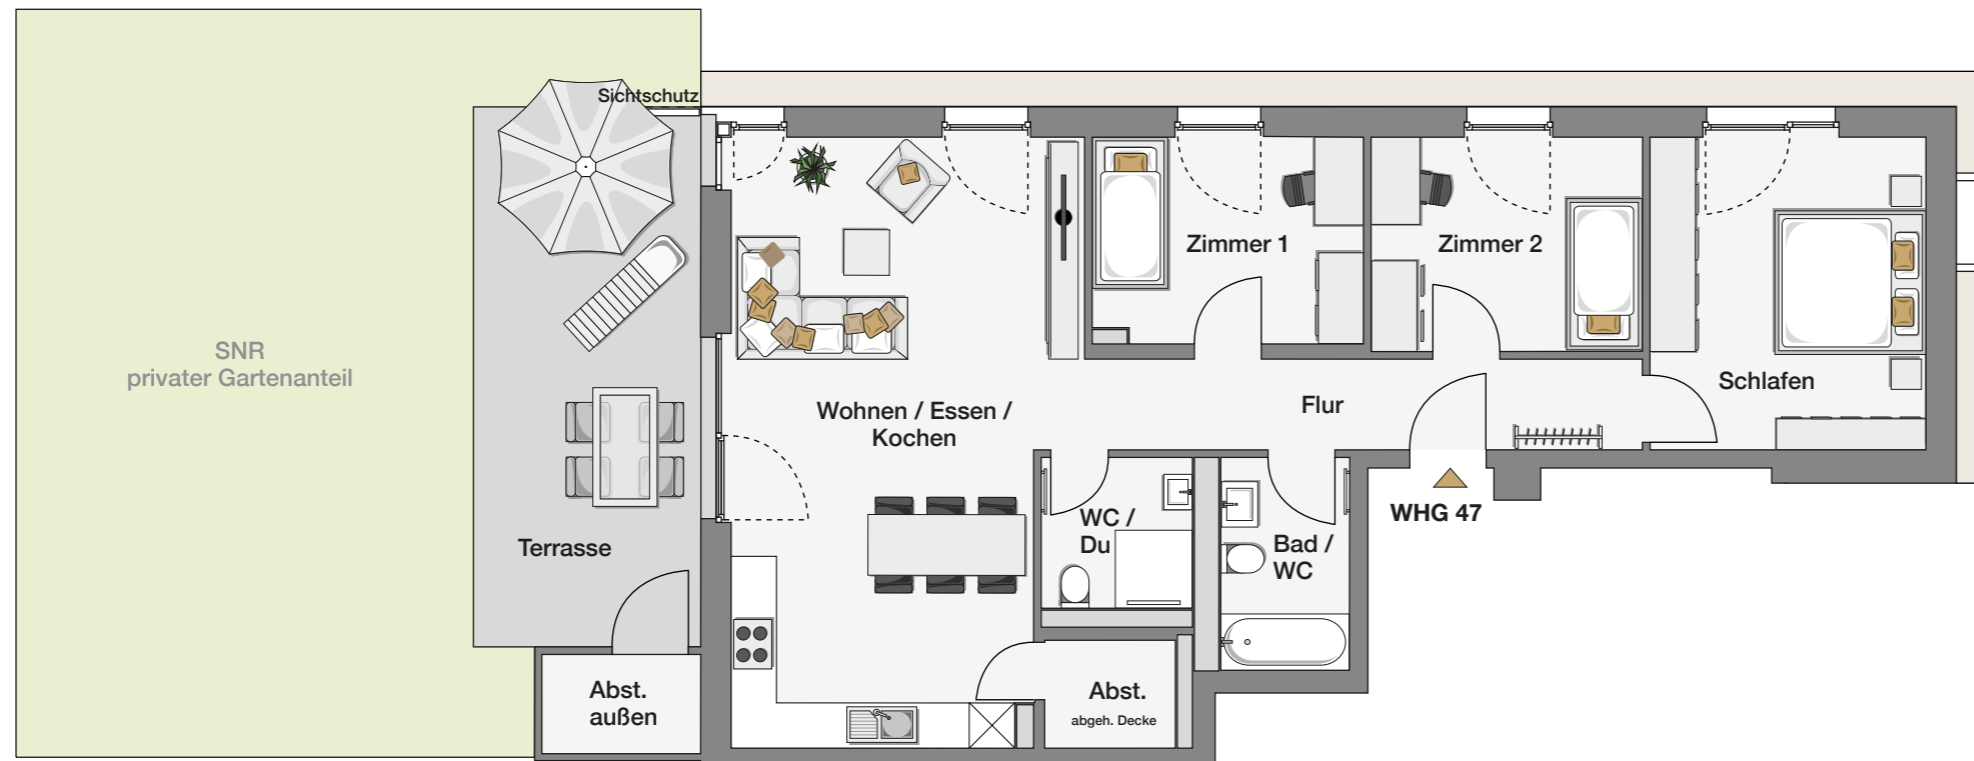 Sichtschutz
Zimmer 1
Zimmer 2
SNR
privater Gartenanteil
Schlafen
Wohnen / Essen /
Kochen
Flur
WHG 47
WC /
Du
Bad /
WC
Terrasse
Abst.
außen
Abst.
abgeh. Decke